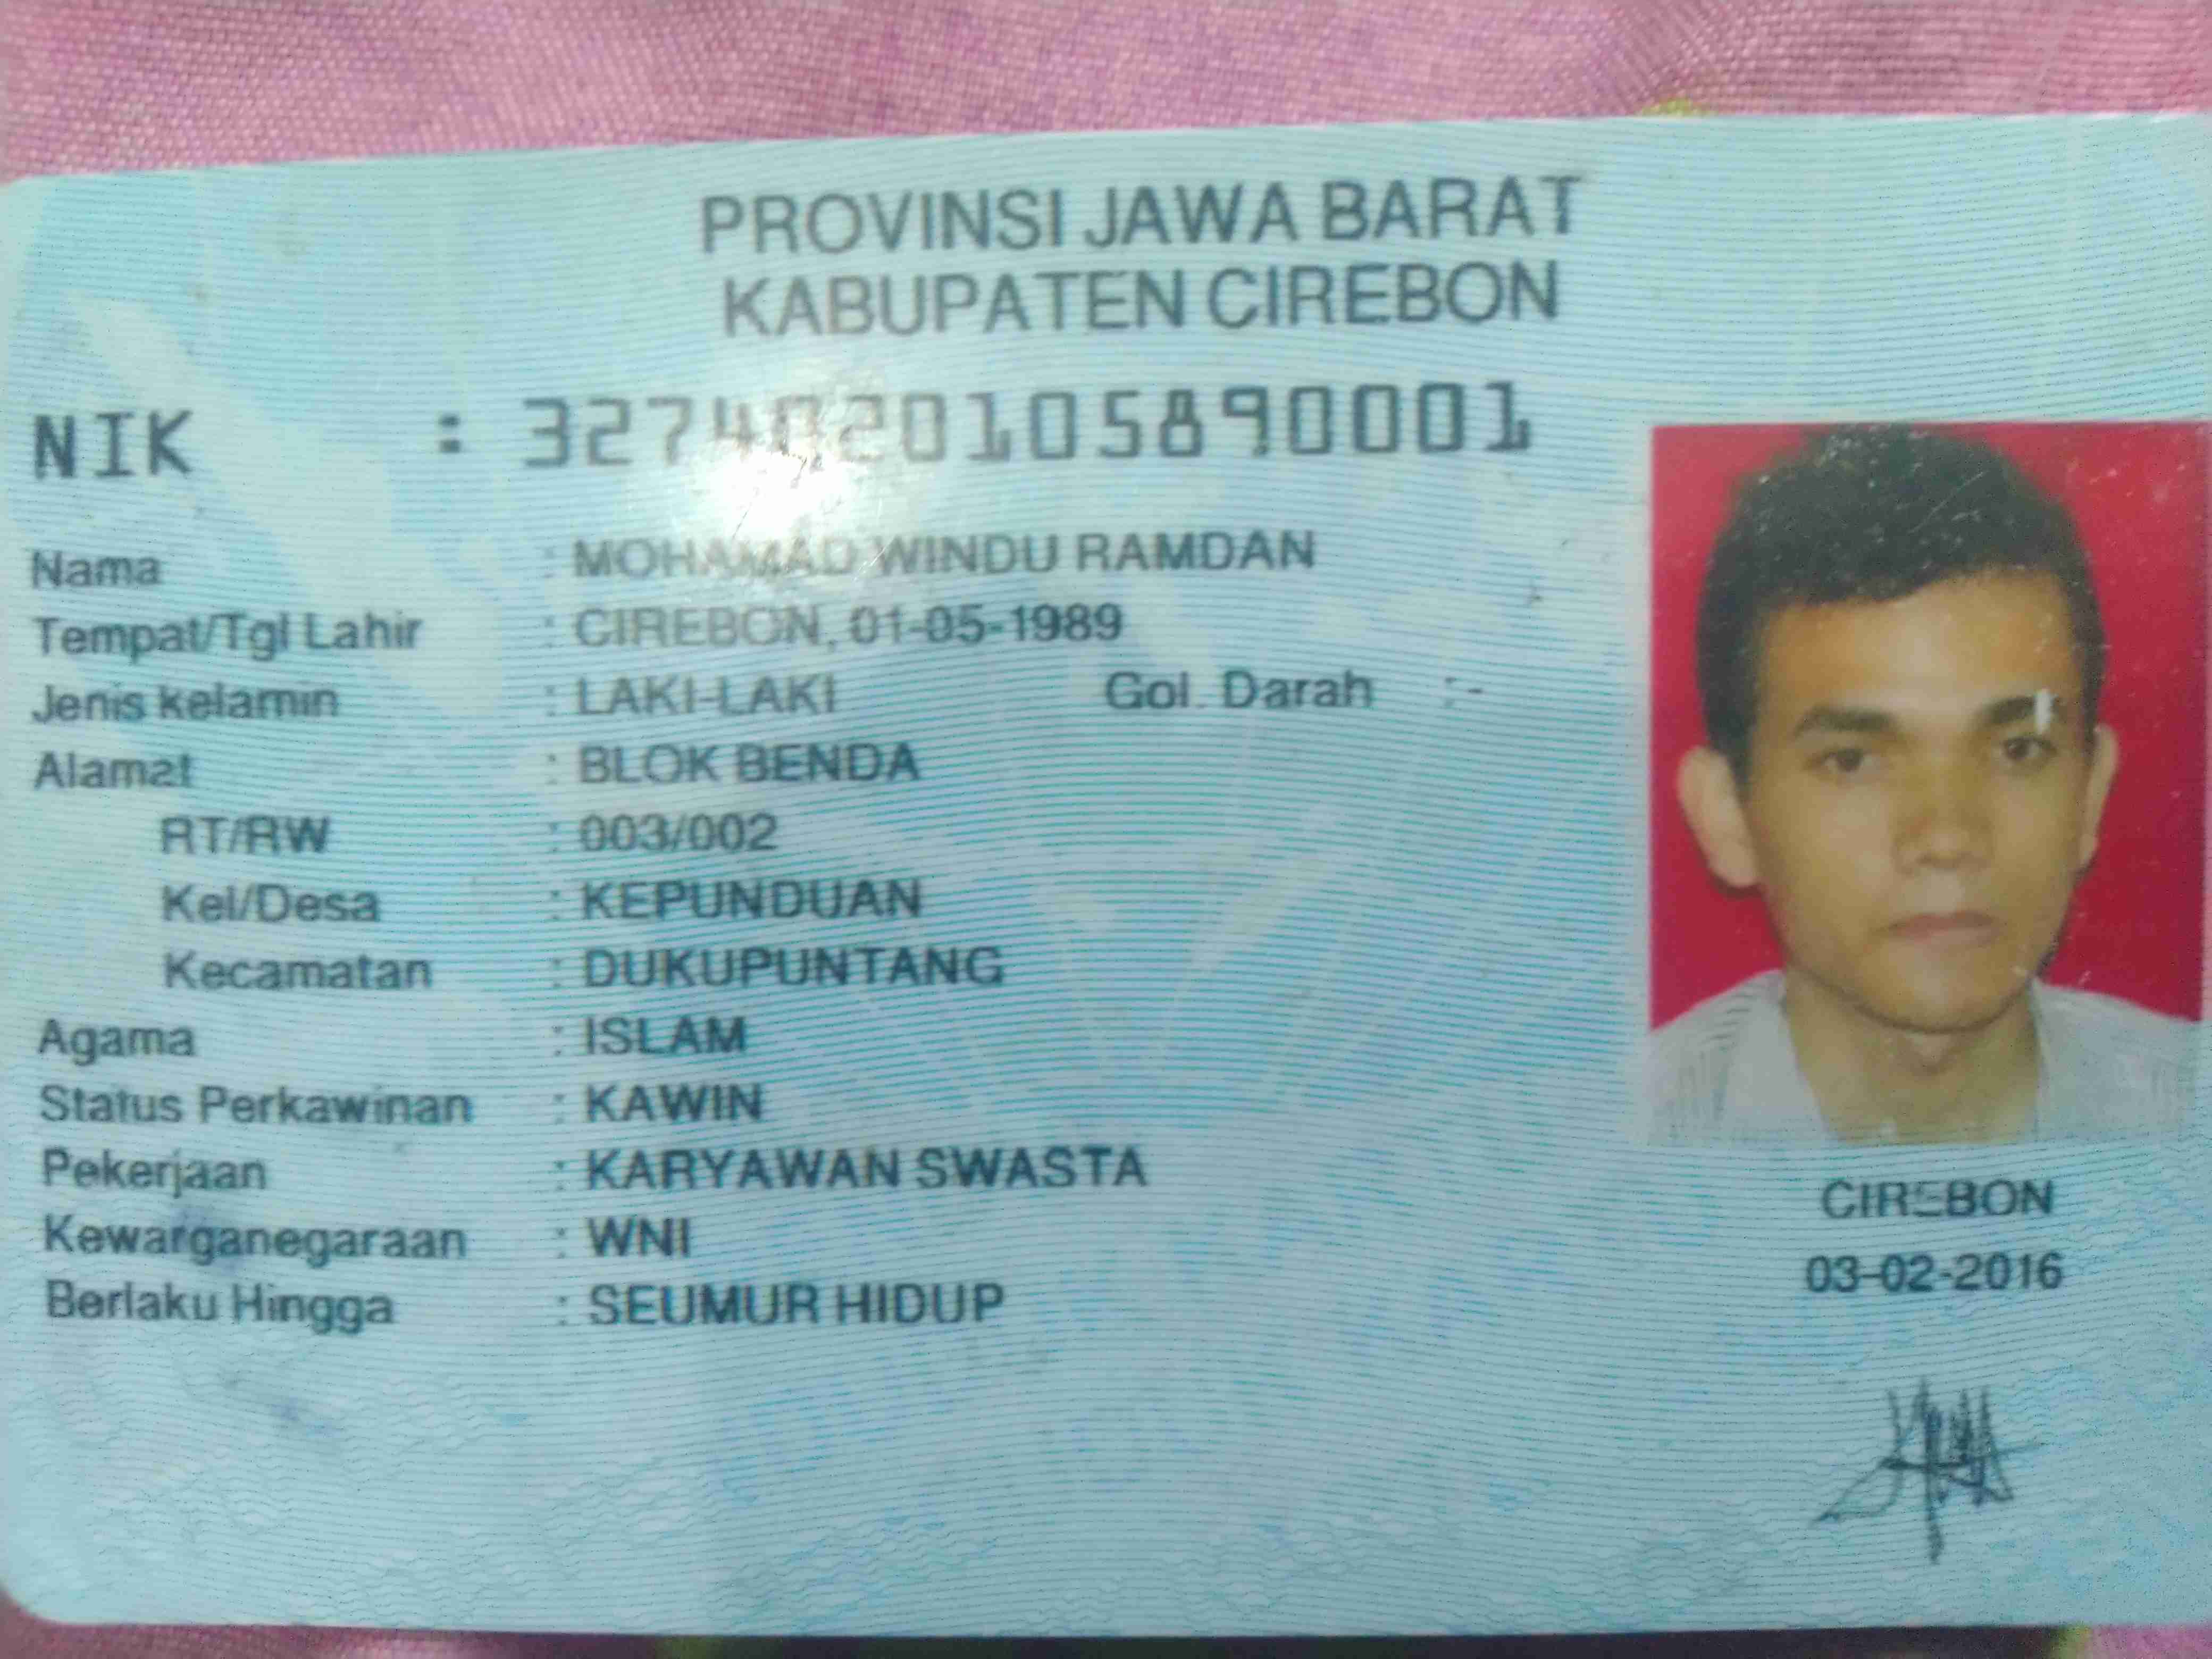 PROVINSI JAWA BARAT
KABUPATEN CIREBON
NIK : 3274020105890001
Nama : MOHAMAD WINDU RAMDAN
Tempat/Tgl Lahir : CIREBON, 01-05-1989
Jenis kelamin : LAKI-LAKI Gol. Darah :-
Alamat : BLOK BENDA
RT/RW : 003/002
Kel/Desa : KEPUNDUAN
Kecamatan : DUKUPUNTANG
Agama : ISLAM
Status Perkawinan : KAWIN
Pekerjaan : KARYAWAN SWASTA
Kewarganegaraan : WNI
Berlaku Hingga : SEUMUR HIDUP
CIREBON
03-02-2016